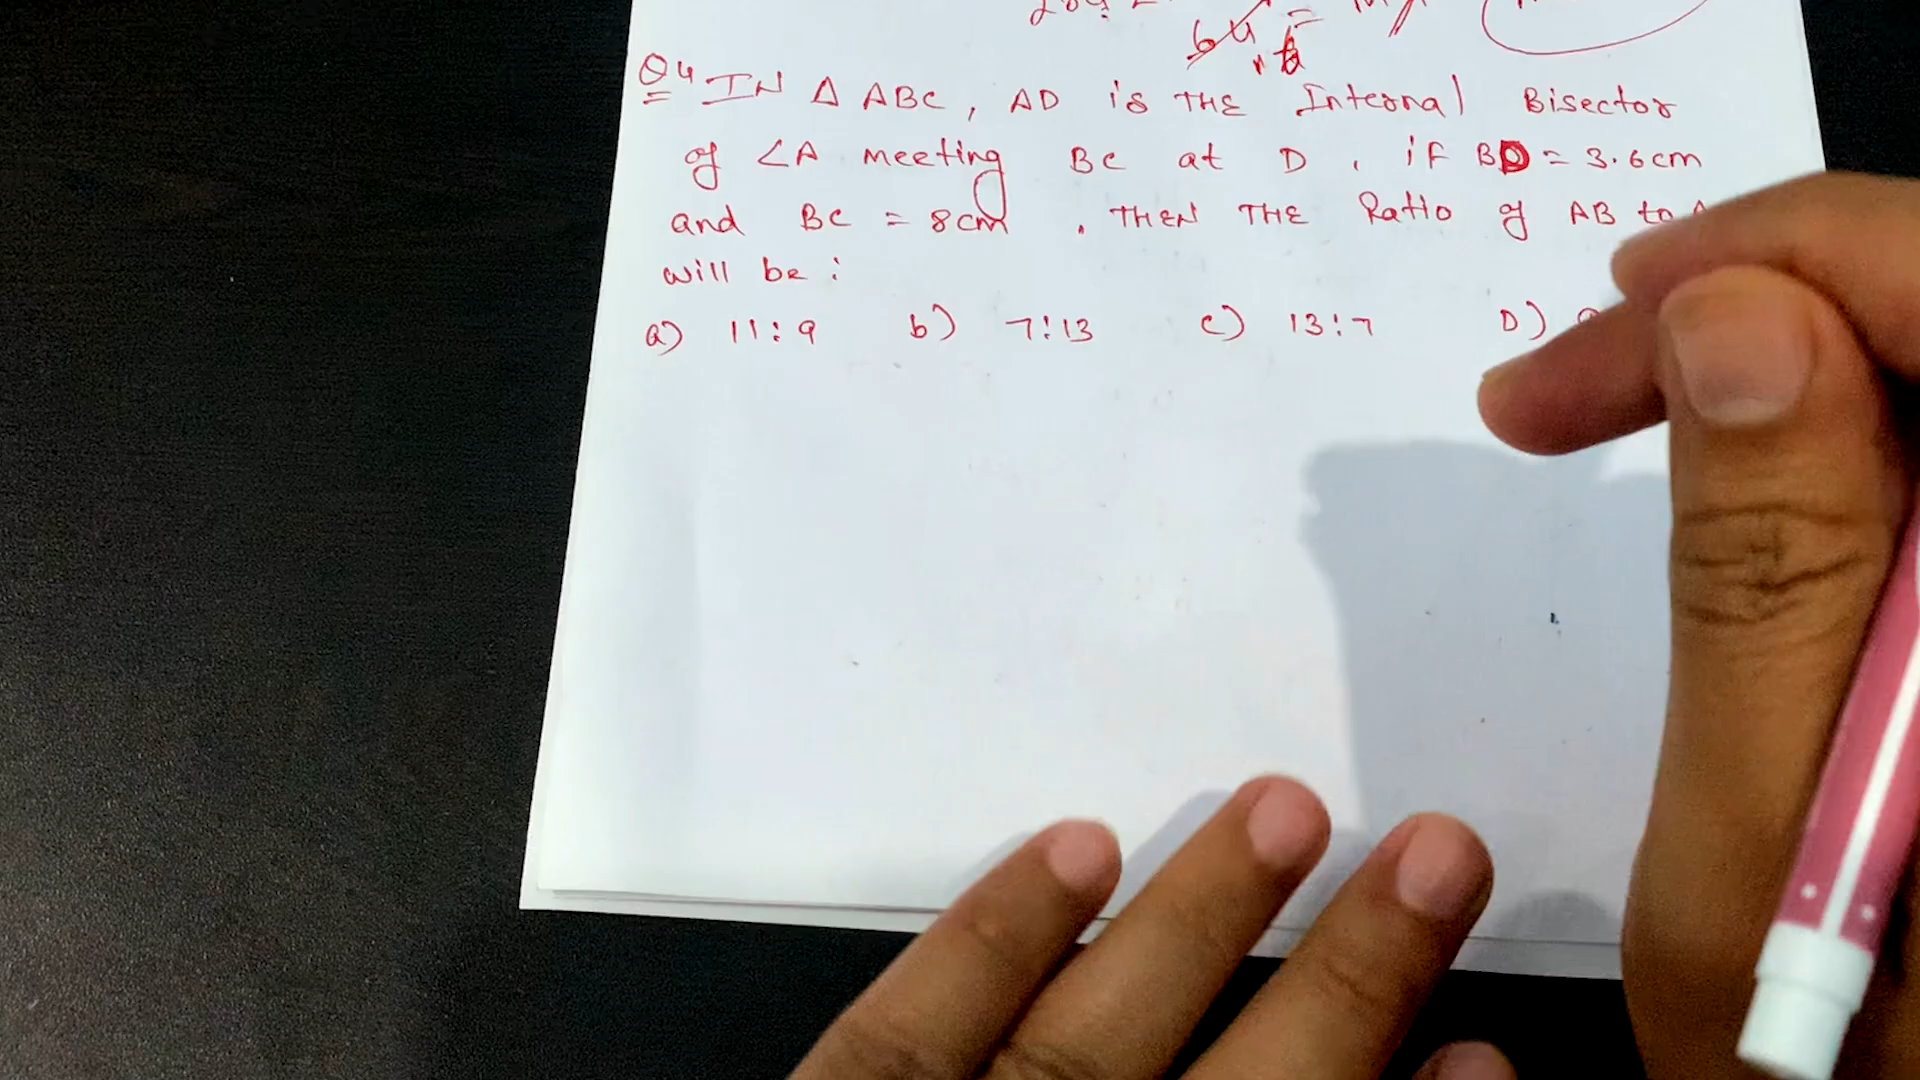 64
Q4 IN Δ ABC, AD is THE Internal Bisector
of ∠A meeting BC at D. if BD = 3.6cm
and BC = 8cm. THEN THE Ratio of AB to
will be:
a) 11:9 b) 7:13 c) 13:7 D)